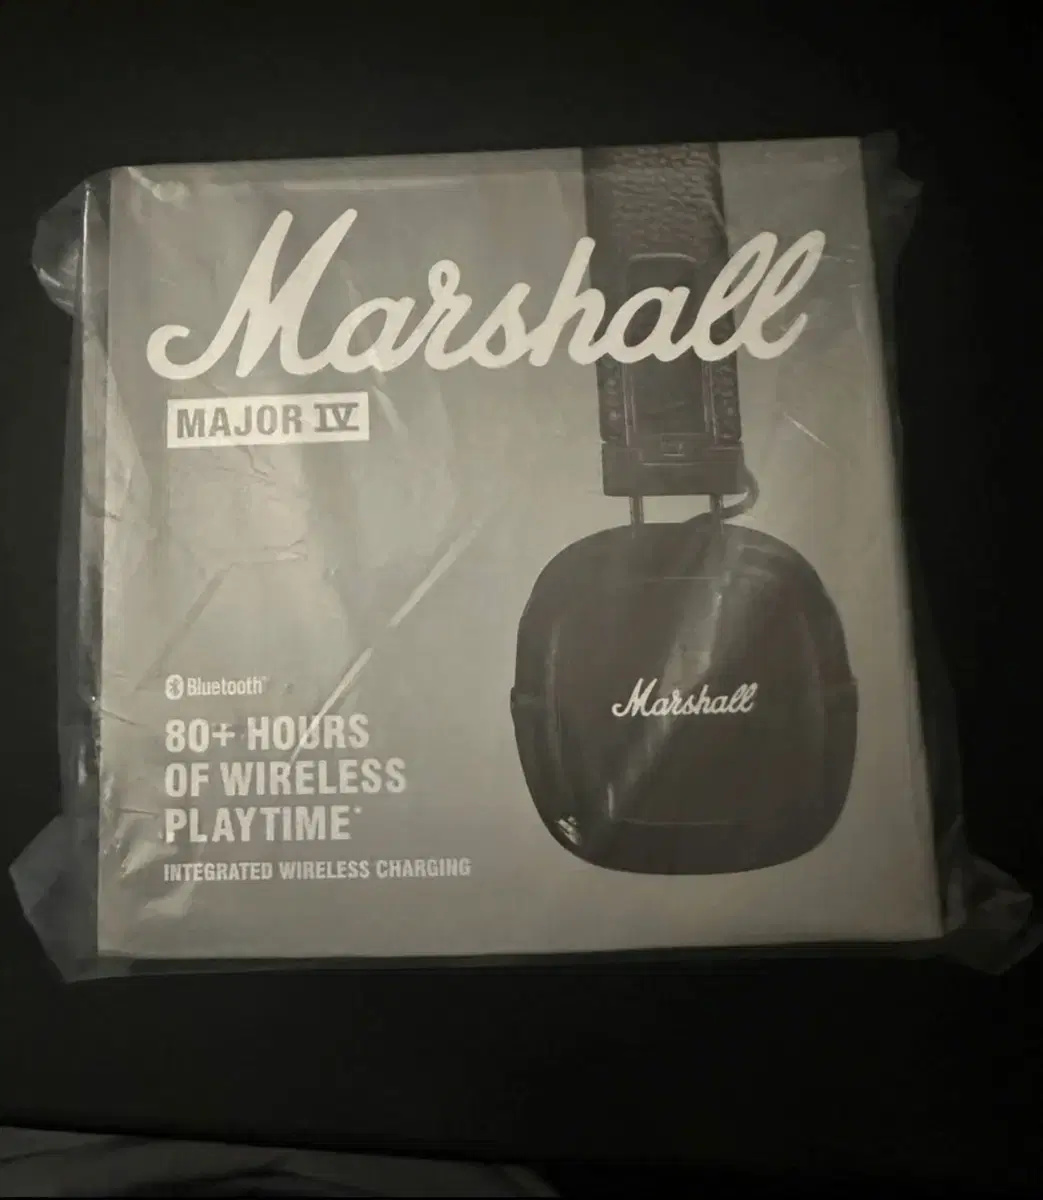 Marshall
MAJOR IV
Bluetooth®
80+ HOURS
OF WIRELESS
PLAYTIME*
INTEGRATED WIRELESS CHARGING
Marshall